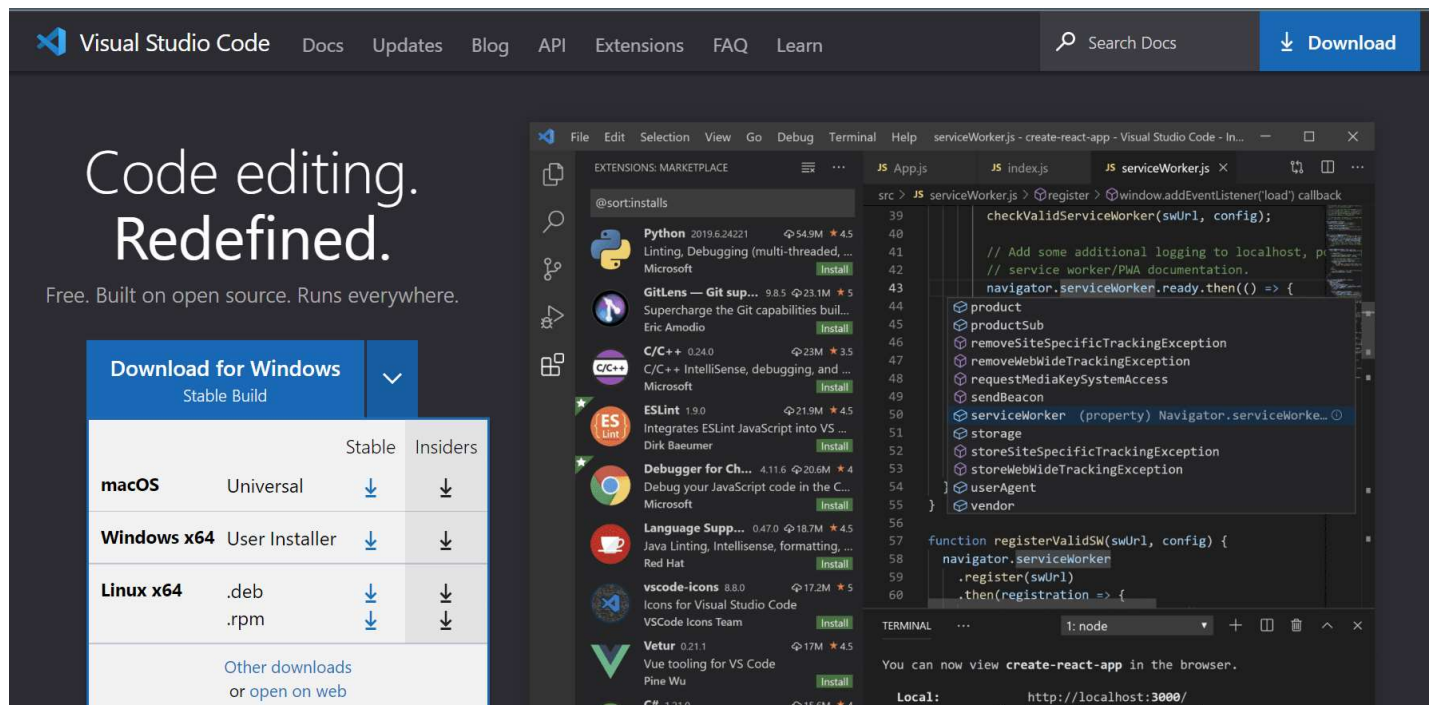 Visual Studio Code Docs Updates Blog API Extensions FAQ Learn Search Docs Download
Code editing.
Redefined.
Free. Built on open source. Runs everywhere.
Download for Windows
Stable Build
Stable Insiders
macOS Universal
Windows x64 User Installer
Linux x64 .deb
.rpm
Other downloads
or open on web
File Edit Selection View Go Debug Terminal Help serviceWorker.js - create-react-app - Visual Studio Code - In...
EXTENSIONS: MARKETPLACE
@sort:installs
Python 2019.6.24221 54.9M ★ 4.5
Linting, Debugging (multi-threaded, ...
Microsoft Install
GitLens — Git sup... 9.8.5 23.1M ★ 5
Supercharge the Git capabilities buil...
Eric Amodio Install
C/C++
C/C++ 0.24.0 23M ★ 3.5
C/C++ IntelliSense, debugging, and ...
Microsoft Install
ES
Lint
ESLint 1.9.0 21.9M ★ 4.5
Integrates ESLint JavaScript into VS ...
Dirk Baeumer Install
Debugger for Ch... 4.11.6 20.6M ★ 4
Debug your JavaScript code in the C...
Microsoft Install
Language Supp... 0.47.0 18.7M ★ 4.5
Java Linting, Intellisense, formatting, ...
Red Hat Install
vscode-icons 8.8.0 17.2M ★ 5
Icons for Visual Studio Code
VSCode Icons Team Install
Vetur 0.21.1 17M ★ 4.5
Vue tooling for VS Code
Pine Wu Install
C# 1.21.0 15.6M ★ 4
JS App.js JS index.js JS serviceWorker.js
src > JS serviceWorker.js > register > window.addEventListener('load') callback
39 checkValidServiceWorker(swUrl, config);
40
41 // Add some additional logging to localhost, po
42 // service worker/PWA documentation.
43 navigator.serviceWorker.ready.then(() => {
44 product
45 productSub
46 removeSiteSpecificTrackingException
47 removeWebWideTrackingException
48 requestMediaKeySystemAccess
49 sendBeacon
50 serviceWorker (property) Navigator.serviceWorke...
51 storage
52 storeSiteSpecificTrackingException
53 storeWebWideTrackingException
54 } userAgent
55 } vendor
56
57 function registerValidSW(swUrl, config) {
58 navigator.serviceWorker
59 .register(swUrl)
60 .then(registration => {
TERMINAL ... 1: node
You can now view create-react-app in the browser.
Local: http://localhost:3000/